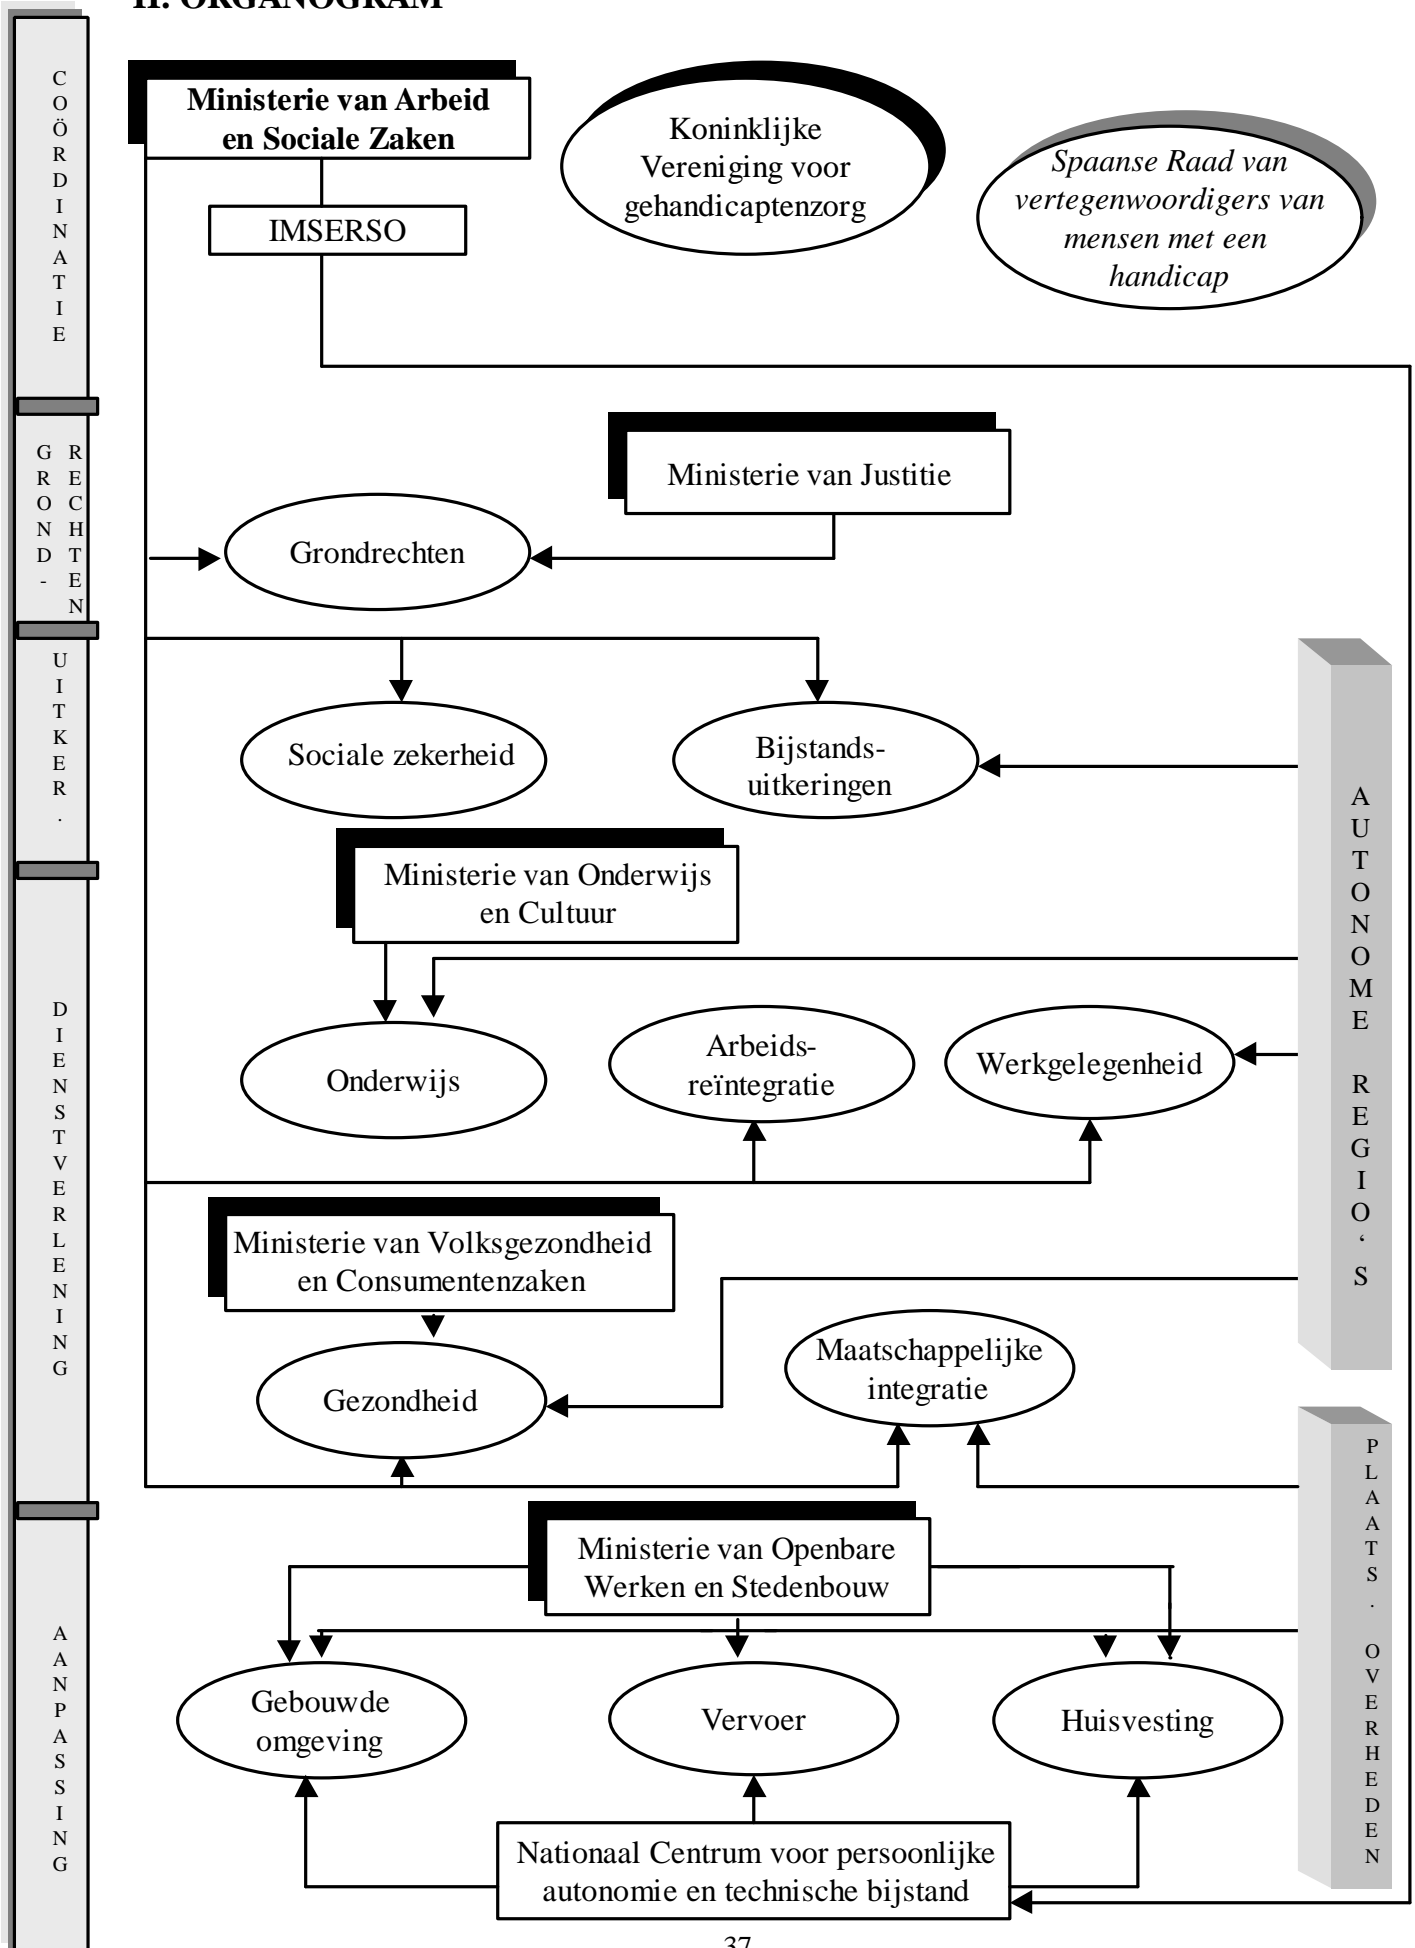 II. ORGANOGRAM
COÖRDINATIE
Ministerie van Arbeid
en Sociale Zaken
Koninklijke
Vereniging voor
gehandicaptenzorg
Spaanse Raad van
vertegenwoordigers van
mensen met een
handicap
IMSERSO
GROND-
RECHTEN
Ministerie van Justitie
Grondrechten
UITKER.
Sociale zekerheid
Bijstands-
uitkeringen
AUTONOME REGIO‘S
Ministerie van Onderwijs
en Cultuur
DIENSTVERLENING
Onderwijs
Arbeids-
reïntegratie
Werkgelegenheid
Ministerie van Volksgezondheid
en Consumentenzaken
Gezondheid
Maatschappelijke
integratie
PLAATS. OVERHEDEN
Ministerie van Openbare
Werken en Stedenbouw
AANPASSING
Gebouwde
omgeving
Vervoer
Huisvesting
Nationaal Centrum voor persoonlijke
autonomie en technische bijstand
37